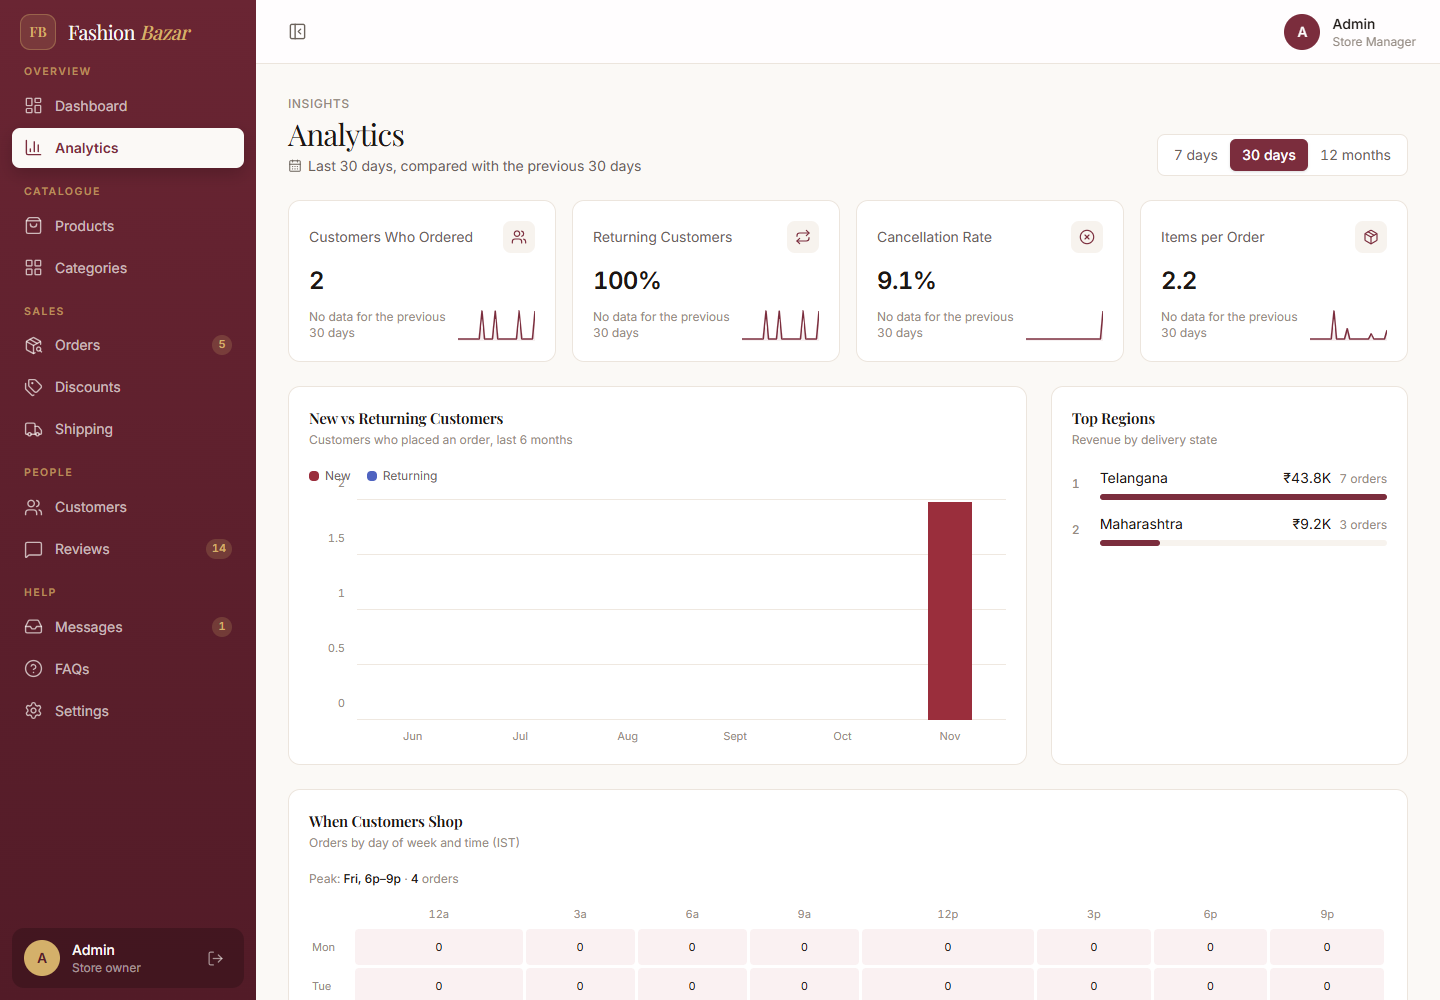 FB
Fashion Bazar
OVERVIEW
Dashboard
Analytics
CATALOGUE
Products
Categories
SALES
Orders 5
Discounts
Shipping
PEOPLE
Customers
Reviews 14
HELP
Messages 1
FAQs
Settings
A
Admin
Store owner
A
Admin
Store Manager
INSIGHTS
Analytics
Last 30 days, compared with the previous 30 days
7 days 30 days 12 months
Customers Who Ordered
2
No data for the previous
30 days
Returning Customers
100%
No data for the previous
30 days
Cancellation Rate
9.1%
No data for the previous
30 days
Items per Order
2.2
No data for the previous
30 days
New vs Returning Customers
Customers who placed an order, last 6 months
New Returning
2
1.5
1
0.5
0
Jun Jul Aug Sept Oct Nov
Top Regions
Revenue by delivery state
1 Telangana ₹43.8K 7 orders
2 Maharashtra ₹9.2K 3 orders
When Customers Shop
Orders by day of week and time (IST)
Peak: Fri, 6p–9p · 4 orders
12a 3a 6a 9a 12p 3p 6p 9p
Mon 0 0 0 0 0 0 0 0
Tue 0 0 0 0 0 0 0 0